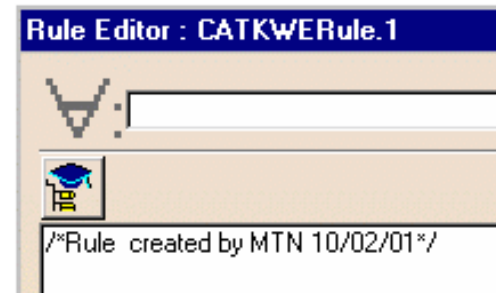 Rule Editor : CATKWERule.1
∀:
/*Rule created by MTN 10/02/01*/